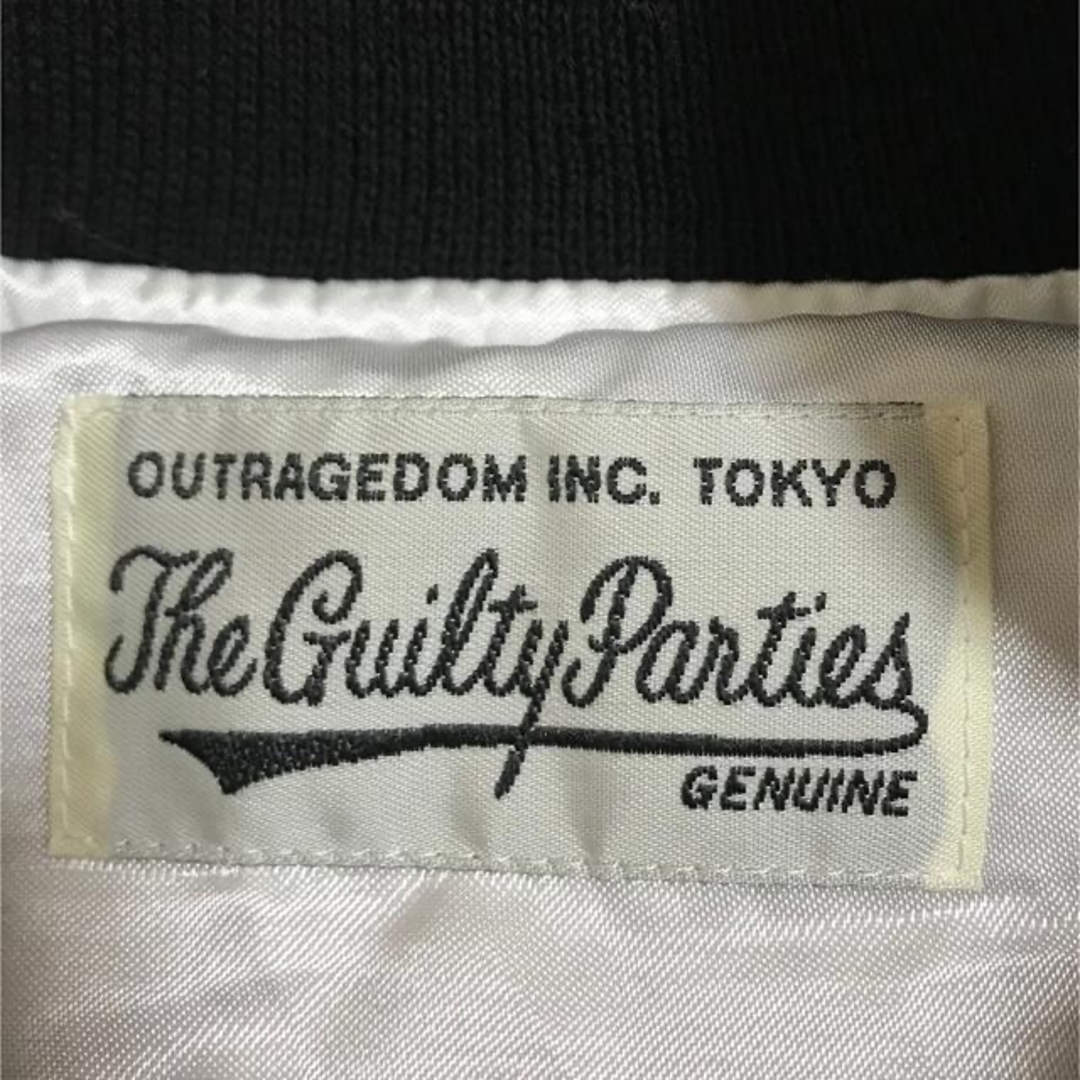 OUTRAGEDOM INC. TOKYO
The Guilty Parties
GENUINE